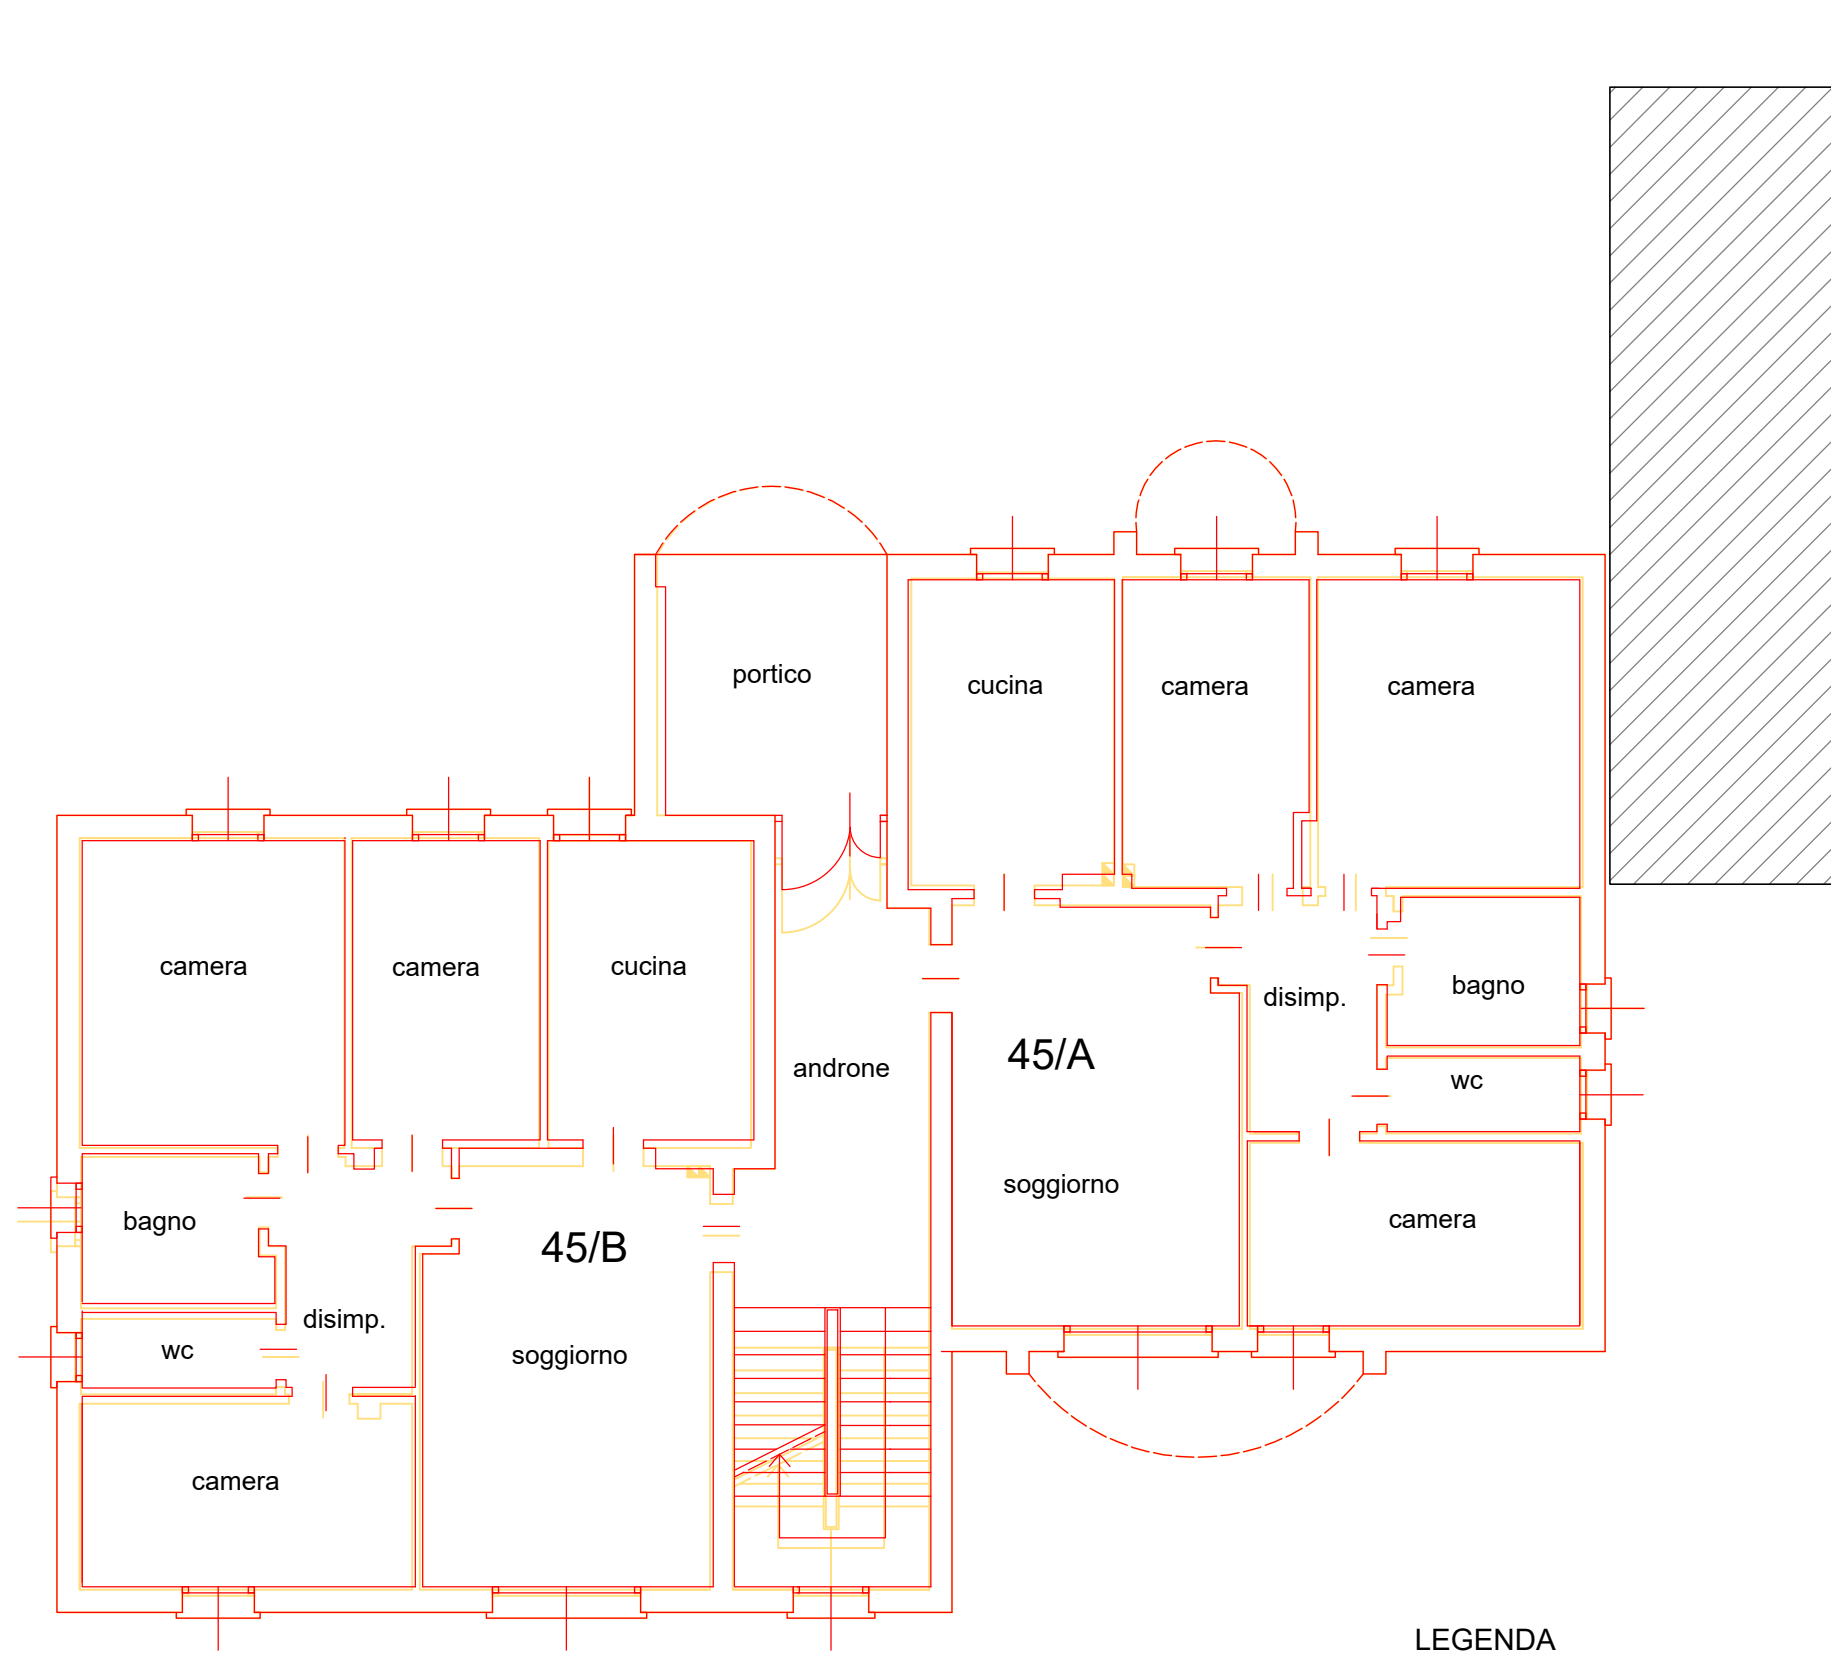 portico
cucina
camera
camera
camera
camera
cucina
bagno
disimp.
45/A
androne
wc
soggiorno
camera
bagno
45/B
disimp.
wc
soggiorno
camera
LEGENDA